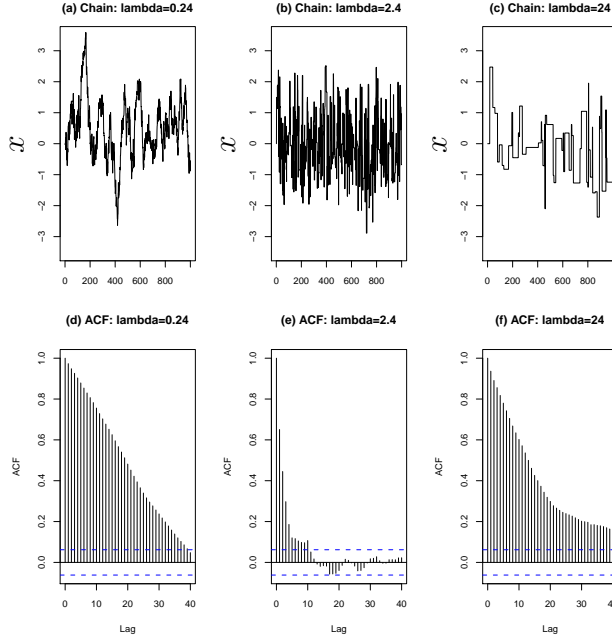 (a) Chain: lambda=0.24
(b) Chain: lambda=2.4
(c) Chain: lambda=24
x
3
2
1
0
−1
−2
−3
0 200 400 600 800
x
3
2
1
0
−1
−2
−3
0 200 400 600 800
x
3
2
1
0
−1
−2
−3
0 200 400 600 800
(d) ACF: lambda=0.24
(e) ACF: lambda=2.4
(f) ACF: lambda=24
ACF
1.0
0.8
0.6
0.4
0.2
0.0
0 10 20 30 40
Lag
ACF
1.0
0.8
0.6
0.4
0.2
0.0
0 10 20 30 40
Lag
ACF
1.0
0.8
0.6
0.4
0.2
0.0
0 10 20 30 40
Lag